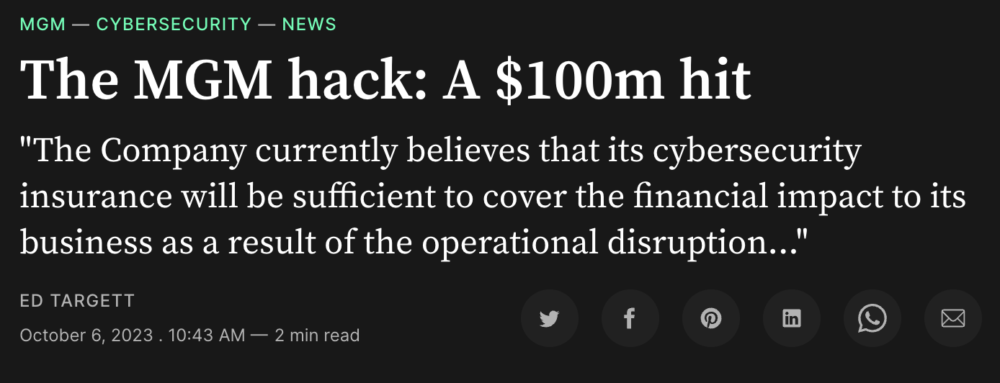 MGM — CYBERSECURITY — NEWS
The MGM hack: A $100m hit
"The Company currently believes that its cybersecurity
insurance will be sufficient to cover the financial impact to its
business as a result of the operational disruption..."
ED TARGETT
October 6, 2023 . 10:43 AM — 2 min read